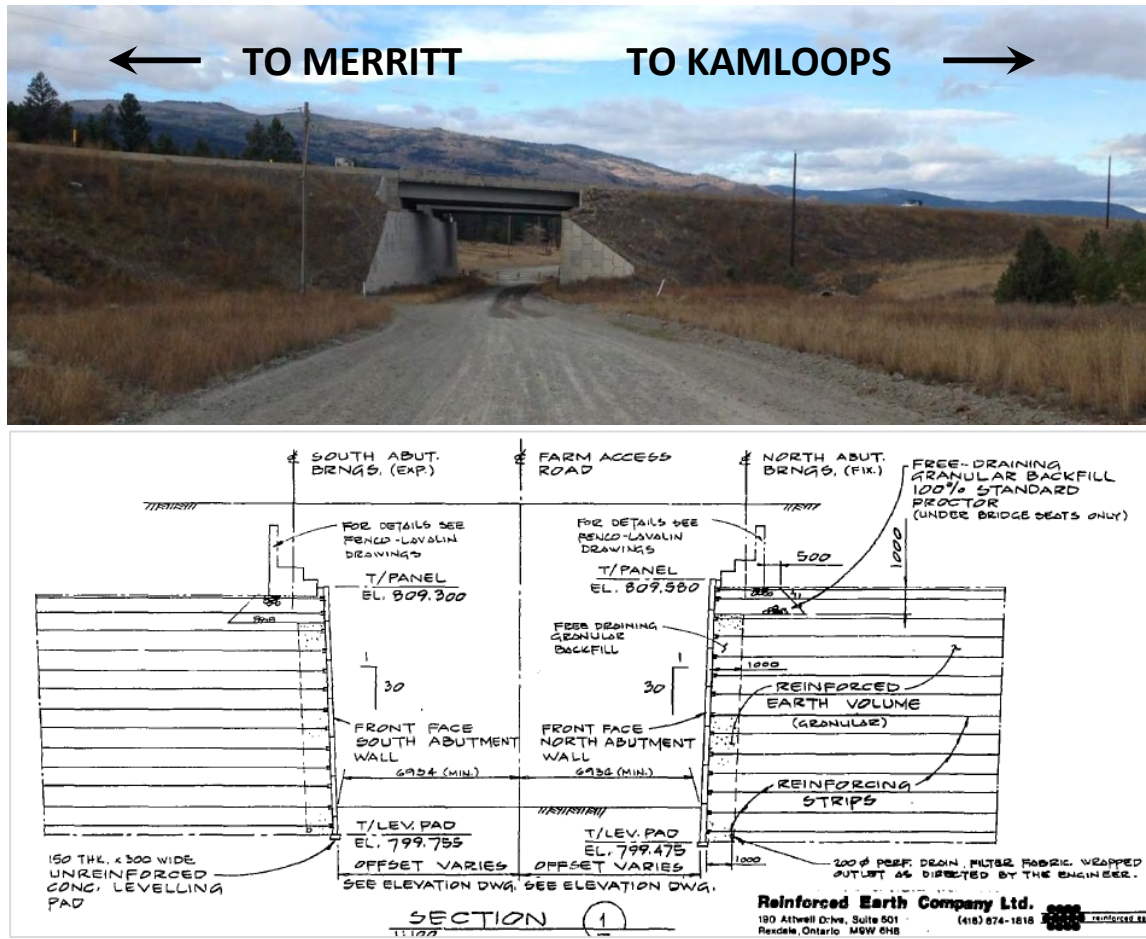 TO MERRITT
TO KAMLOOPS
℄ SOUTH ABUT.
BRNGS. (EXP.)
℄ FARM ACCESS
ROAD
℄ NORTH ABUT.
BRNGS. (FIX.)
FREE-DRAINING
GRANULAR BACKFILL
100% STANDARD
PROCTOR
(UNDER BRIDGE SEATS ONLY)
FOR DETAILS SEE
FENCO-LAVALIN
DRAWINGS
FOR DETAILS SEE
FENCO-LAVALIN
DRAWINGS
500
1000
T/PANEL
EL. 809.300
T/PANEL
EL. 809.580
FREE DRAINING
GRANULAR
BACKFILL
1
30
1
30
1000
REINFORCED
EARTH VOLUME
(GRANULAR)
FRONT FACE
SOUTH ABUTMENT
WALL
FRONT FACE
NORTH ABUTMENT
WALL
6934 (MIN.)
6934 (MIN.)
REINFORCING
STRIPS
T/LEV. PAD
EL. 799.755
T/LEV. PAD
EL. 799.475
OFFSET VARIES
OFFSET VARIES
SEE ELEVATION DWG.
SEE ELEVATION DWG.
1000
150 THK. x 300 WIDE
UNREINFORCED
CONC. LEVELLING
PAD
200 ø PERF. DRAIN, FILTER FABRIC WRAPPED
OUTLET AS DIRECTED BY THE ENGINEER.
SECTION 1
Reinforced Earth Company Ltd.
190 Attwell Drive, Suite 501
(416) 674-1818
Rexdale, Ontario M9W 6H8
reinforced